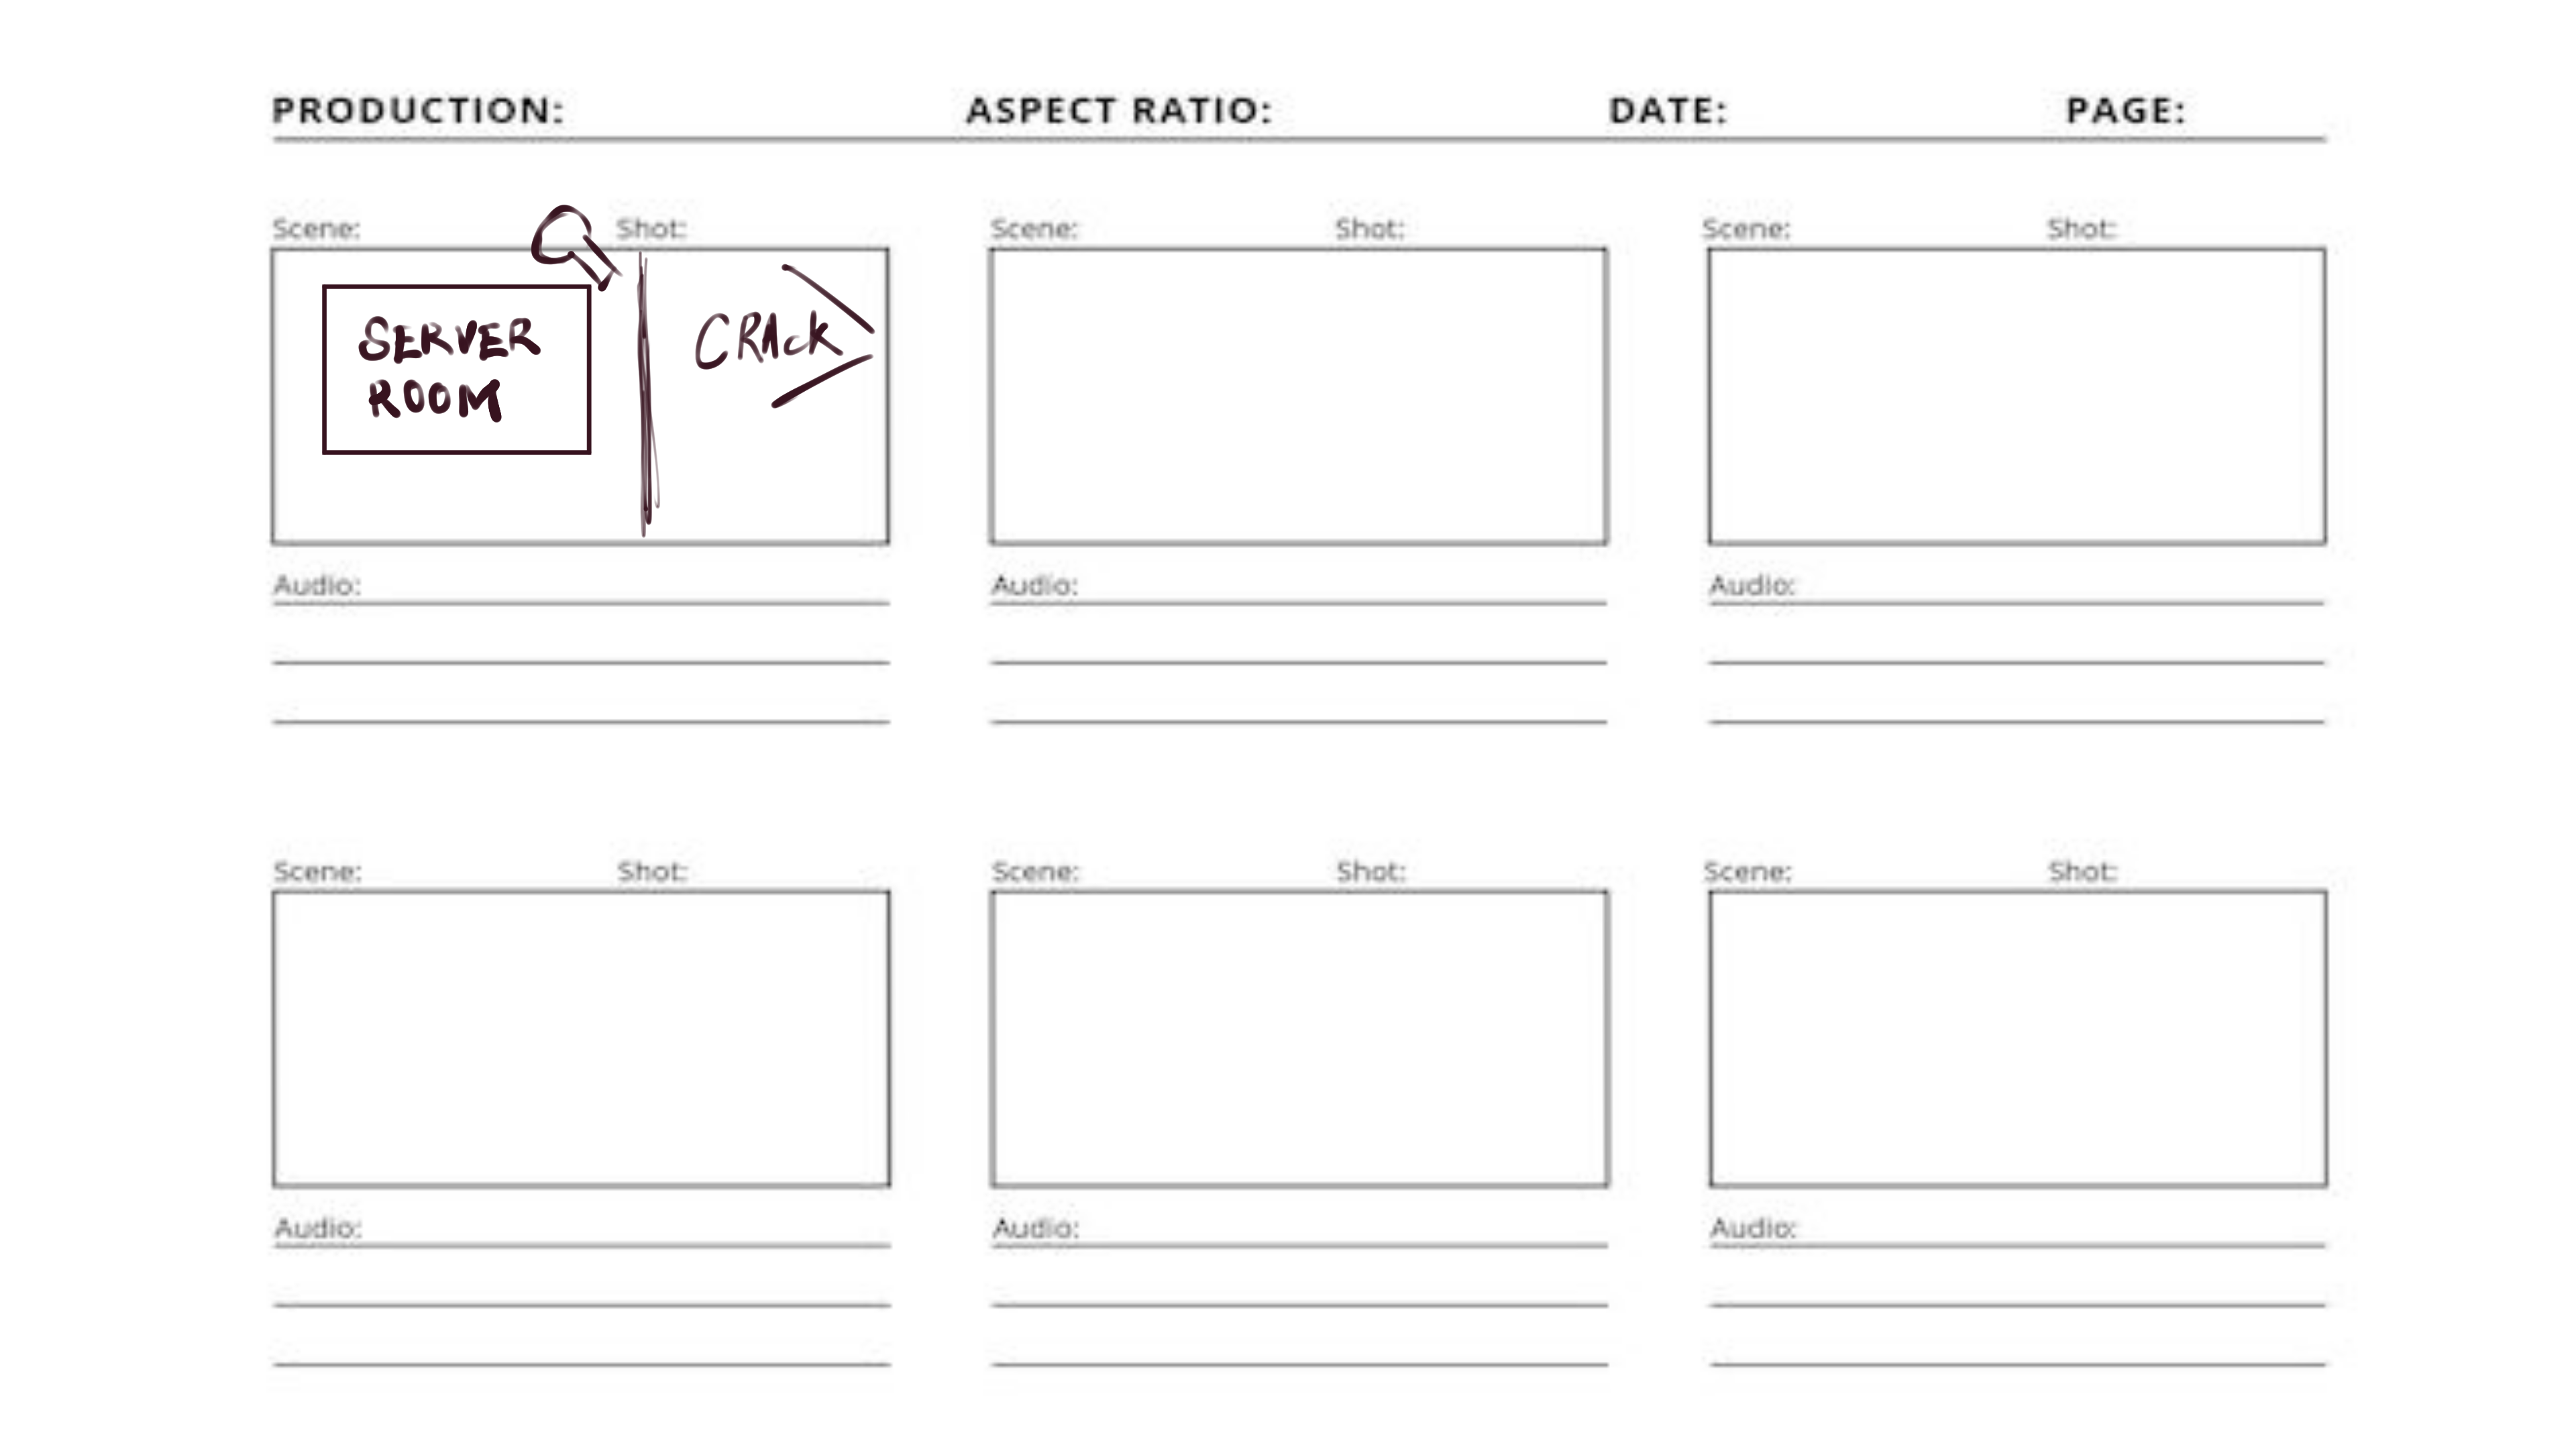 PRODUCTION: ASPECT RATIO: DATE: PAGE:
Scene: Shot: Scene: Shot: Scene: Shot:
SERVER
ROOM
CRAcK
Audio: Audio: Audio:
Scene: Shot: Scene: Shot: Scene: Shot:
Audio: Audio: Audio: